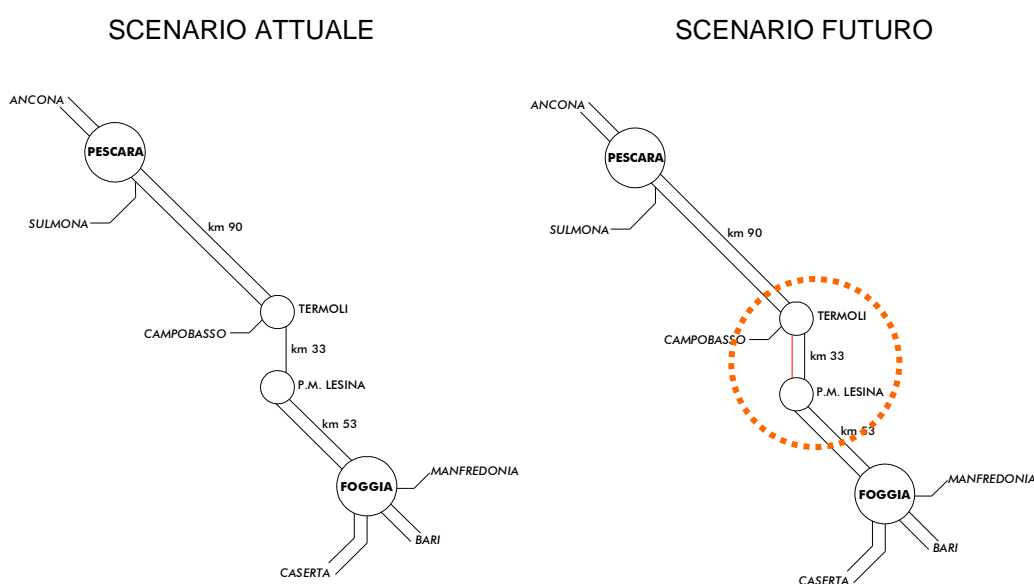 SCENARIO ATTUALE
ANCONA
PESCARA
SULMONA
km 90
TERMOLI
CAMPOBASSO
km 33
P.M. LESINA
km 53
FOGGIA
MANFREDONIA
BARI
CASERTA
SCENARIO FUTURO
ANCONA
PESCARA
SULMONA
km 90
TERMOLI
CAMPOBASSO
km 33
P.M. LESINA
km 53
FOGGIA
MANFREDONIA
BARI
CASERTA